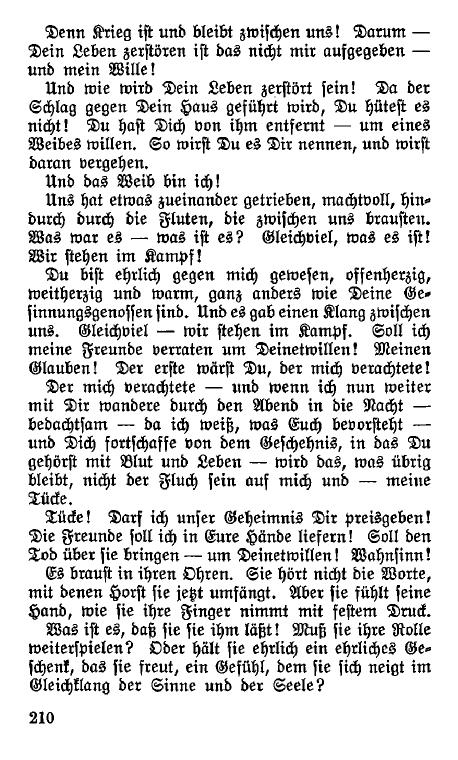 Denn Krieg ist und bleibt zwischen uns! Darum —
Dein Leben zerstören ist das nicht mir aufgegeben —
und mein Wille!
Und wie wird Dein Leben zerstört sein! Da der
Schlag gegen Dein Haus geführt wird, Du hütest es
nicht! Du hast Dich von ihm entfernt — um eines
Weibes willen. So wirst Du es Dir nennen, und wirst
daran vergehen.
Und das Weib bin ich!
Uns hat etwas zueinander getrieben, machtvoll, hin-
durch durch die Fluten, die zwischen uns brausten.
Was war es — was ist es? Gleichviel, was es ist!
Wir stehen im Kampf!
Du bist ehrlich gegen mich gewesen, offenherzig,
weitherzig und warm, ganz anders wie Deine Ge-
sinnungsgenossen sind. Und es gab einen Klang zwischen
uns. Gleichviel — wir stehen im Kampf. Soll ich
meine Freunde verraten um Deinetwillen! Meinen
Glauben! Der erste wärst Du, der mich verachtete!
Der mich verachtete — und wenn ich nun weiter
mit Dir wandere durch den Abend in die Nacht —
bedachtsam — da ich weiß, was Euch bevorsteht —
und Dich fortschaffe von dem Geschehnis, in das Du
gehörst mit Blut und Leben — wird das, was übrig
bleibt, nicht der Fluch sein auf mich und — meine
Tücke.
Tücke! Darf ich unser Geheimnis Dir preisgeben!
Die Freunde soll ich in Eure Hände liefern! Soll den
Tod über sie bringen — um Deinetwillen! Wahnsinn!
Es braust in ihren Ohren. Sie hört nicht die Worte,
mit denen Horst sie jetzt umfängt. Aber sie fühlt seine
Hand, wie sie ihre Finger nimmt mit festem Druck.
Was ist es, daß sie sie ihm läßt! Muß sie ihre Rolle
weiterspielen? Oder hält sie ehrlich ein ehrliches Ge-
schenk, das sie freut, ein Gefühl, dem sie sich neigt im
Gleichklang der Sinne und der Seele?
210